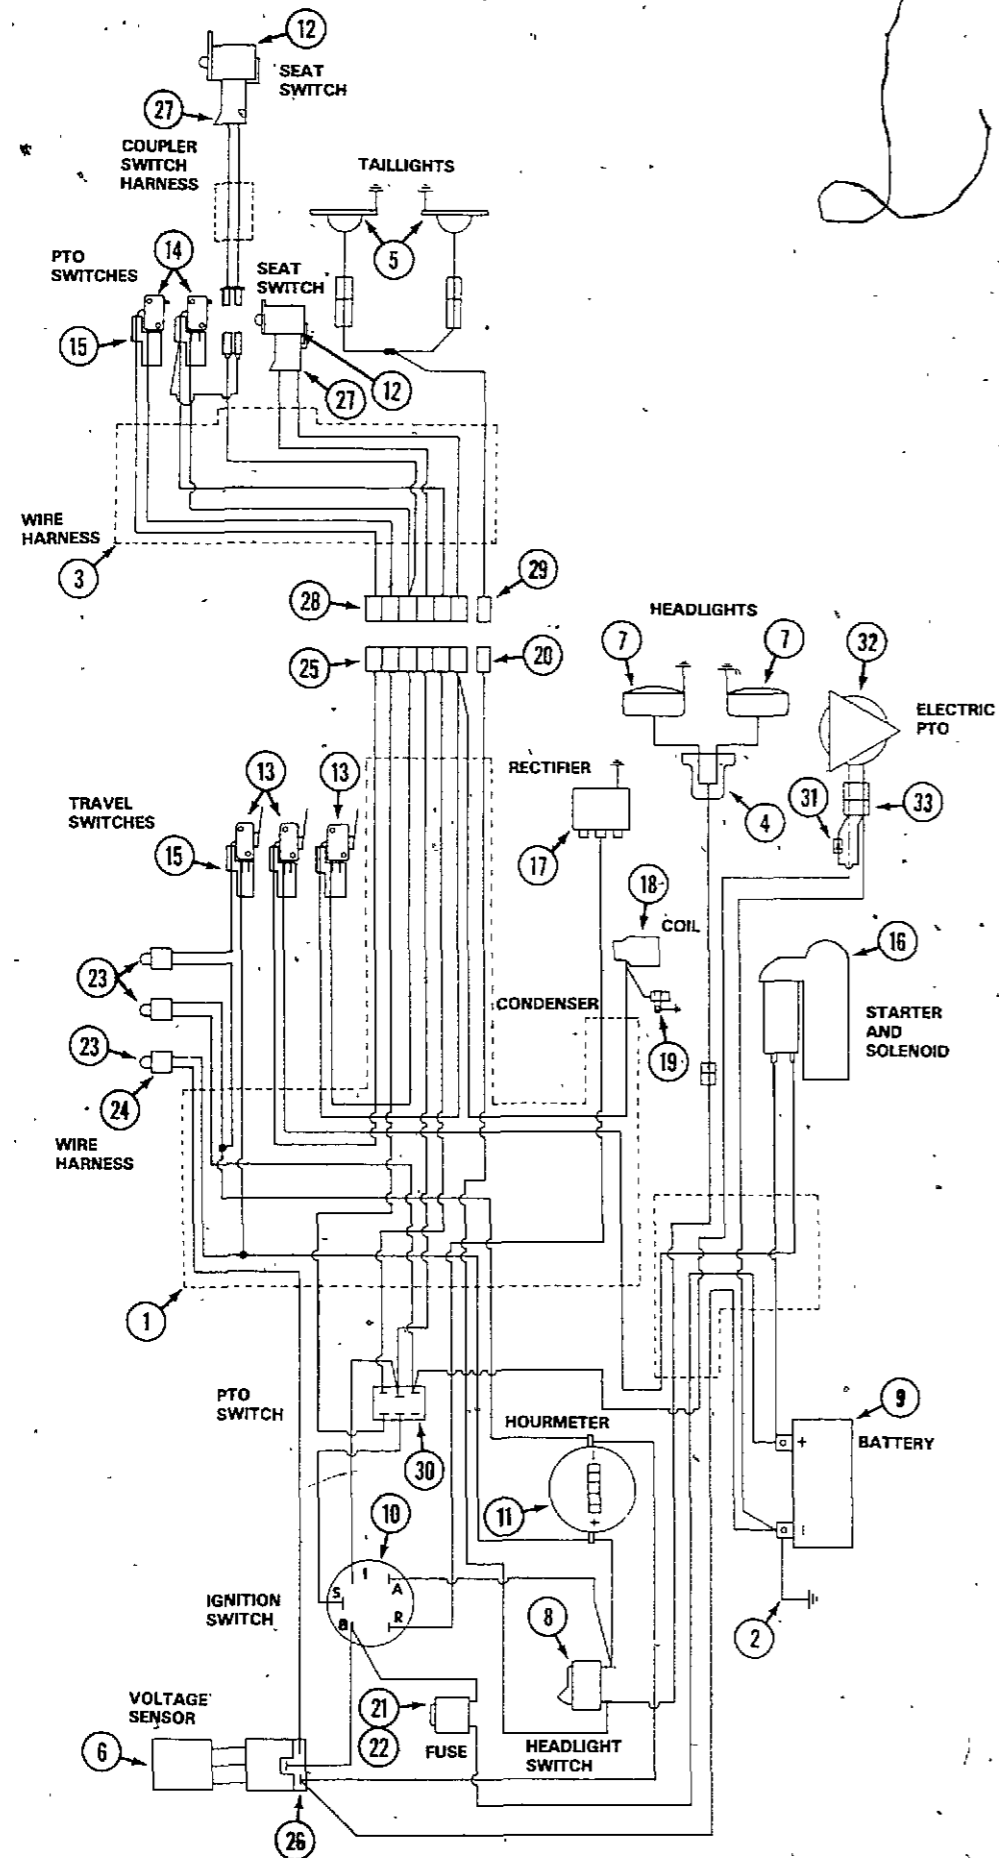 12
SEAT
SWITCH
27
COUPLER
SWITCH
HARNESS
TAILLIGHTS
5
PTO
SWITCHES
14
SEAT
SWITCH
15
12
27
WIRE
HARNESS
3
28
29
25
20
HEADLIGHTS
7
7
32
ELECTRIC
PTO
13
13
RECTIFIER
TRAVEL
SWITCHES
15
17
4
31
33
18
COIL
16
23
CONDENSER
19
STARTER
AND
SOLENOID
23
24
WIRE
HARNESS
1
PTO
SWITCH
30
HOURMETER
-
+
11
9
BATTERY
+
10
I
S
A
B
R
IGNITION
SWITCH
8
2
VOLTAGE
SENSOR
6
21
22
FUSE
HEADLIGHT
SWITCH
26